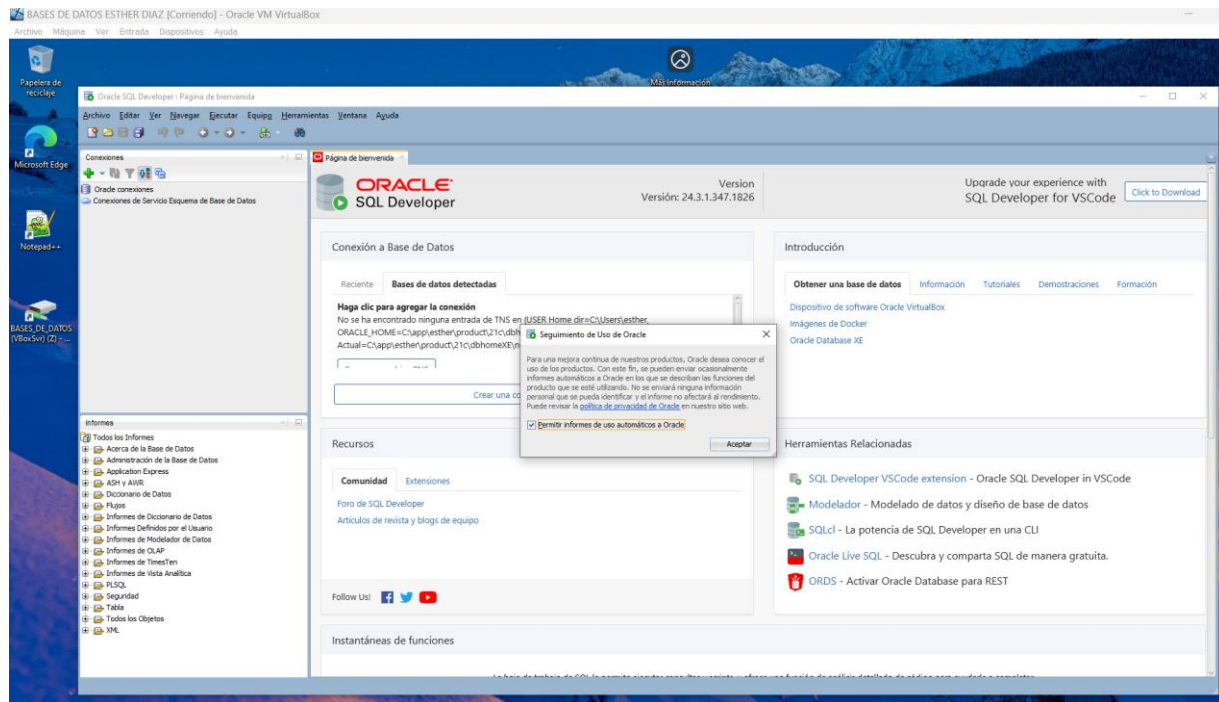 BASES DE DATOS ESTHER DIAZ [Corriendo] - Oracle VM VirtualBox
Archivo Máquina Ver Entrada Dispositivos Ayuda
Papelera de
reciclaje
Más información
Oracle SQL Developer : Página de bienvenida
Archivo Editar Ver Navegar Ejecutar Equipo Herramientas Ventana Ayuda
Microsoft Edge
Notepad++
BASES_DE_DATOS
(VBoxSvr) (Z) - ...
Conexiones
Oracle conexiones
Conexiones de Servicio Esquema de Base de Datos
Página de bienvenida
ORACLE
SQL Developer
Version
Versión: 24.3.1.347.1826
Upgrade your experience with
SQL Developer for VSCode
Click to Download
Conexión a Base de Datos
Reciente Bases de datos detectadas
Haga clic para agregar la conexión
No se ha encontrado ninguna entrada de TNS en (USER Home dir=C:\Users\esther,
ORACLE_HOME=C:\app\esther\product\21c\dbh
Actual=C:\app\esther\product\21c\dbhomeXE\n
Crear una co
Introducción
Obtener una base de datos Información Tutoriales Demostraciones Formación
Dispositivo de software Oracle VirtualBox
Imágenes de Docker
Oracle Database XE
Seguimiento de Uso de Oracle
Para una mejora continua de nuestros productos, Oracle desea conocer el
uso de los productos. Con este fin, se pueden enviar ocasionalmente
informes automáticos a Oracle en los que se describan las funciones del
producto que se esté utilizando. No se enviará ninguna información
personal que se pueda identificar y el informe no afectará al rendimiento.
Puede revisar la política de privacidad de Oracle en nuestro sitio web.
Permitir informes de uso automáticos a Oracle
Aceptar
Informes
Todos los Informes
Acerca de la Base de Datos
Administración de la Base de Datos
Application Express
ASH y AWR
Diccionario de Datos
Flujos
Informes de Diccionario de Datos
Informes Definidos por el Usuario
Informes de Modelador de Datos
Informes de OLAP
Informes de TimesTen
Informes de Vista Analítica
PLSQL
Seguridad
Tabla
Todos los Objetos
XML
Recursos
Comunidad Extensiones
Foro de SQL Developer
Artículos de revista y blogs de equipo
Follow Us!
Herramientas Relacionadas
SQL Developer VSCode extension - Oracle SQL Developer in VSCode
Modelador - Modelado de datos y diseño de base de datos
SQLcl - La potencia de SQL Developer en una CLI
Oracle Live SQL - Descubra y comparta SQL de manera gratuita.
ORDS - Activar Oracle Database para REST
Instantáneas de funciones